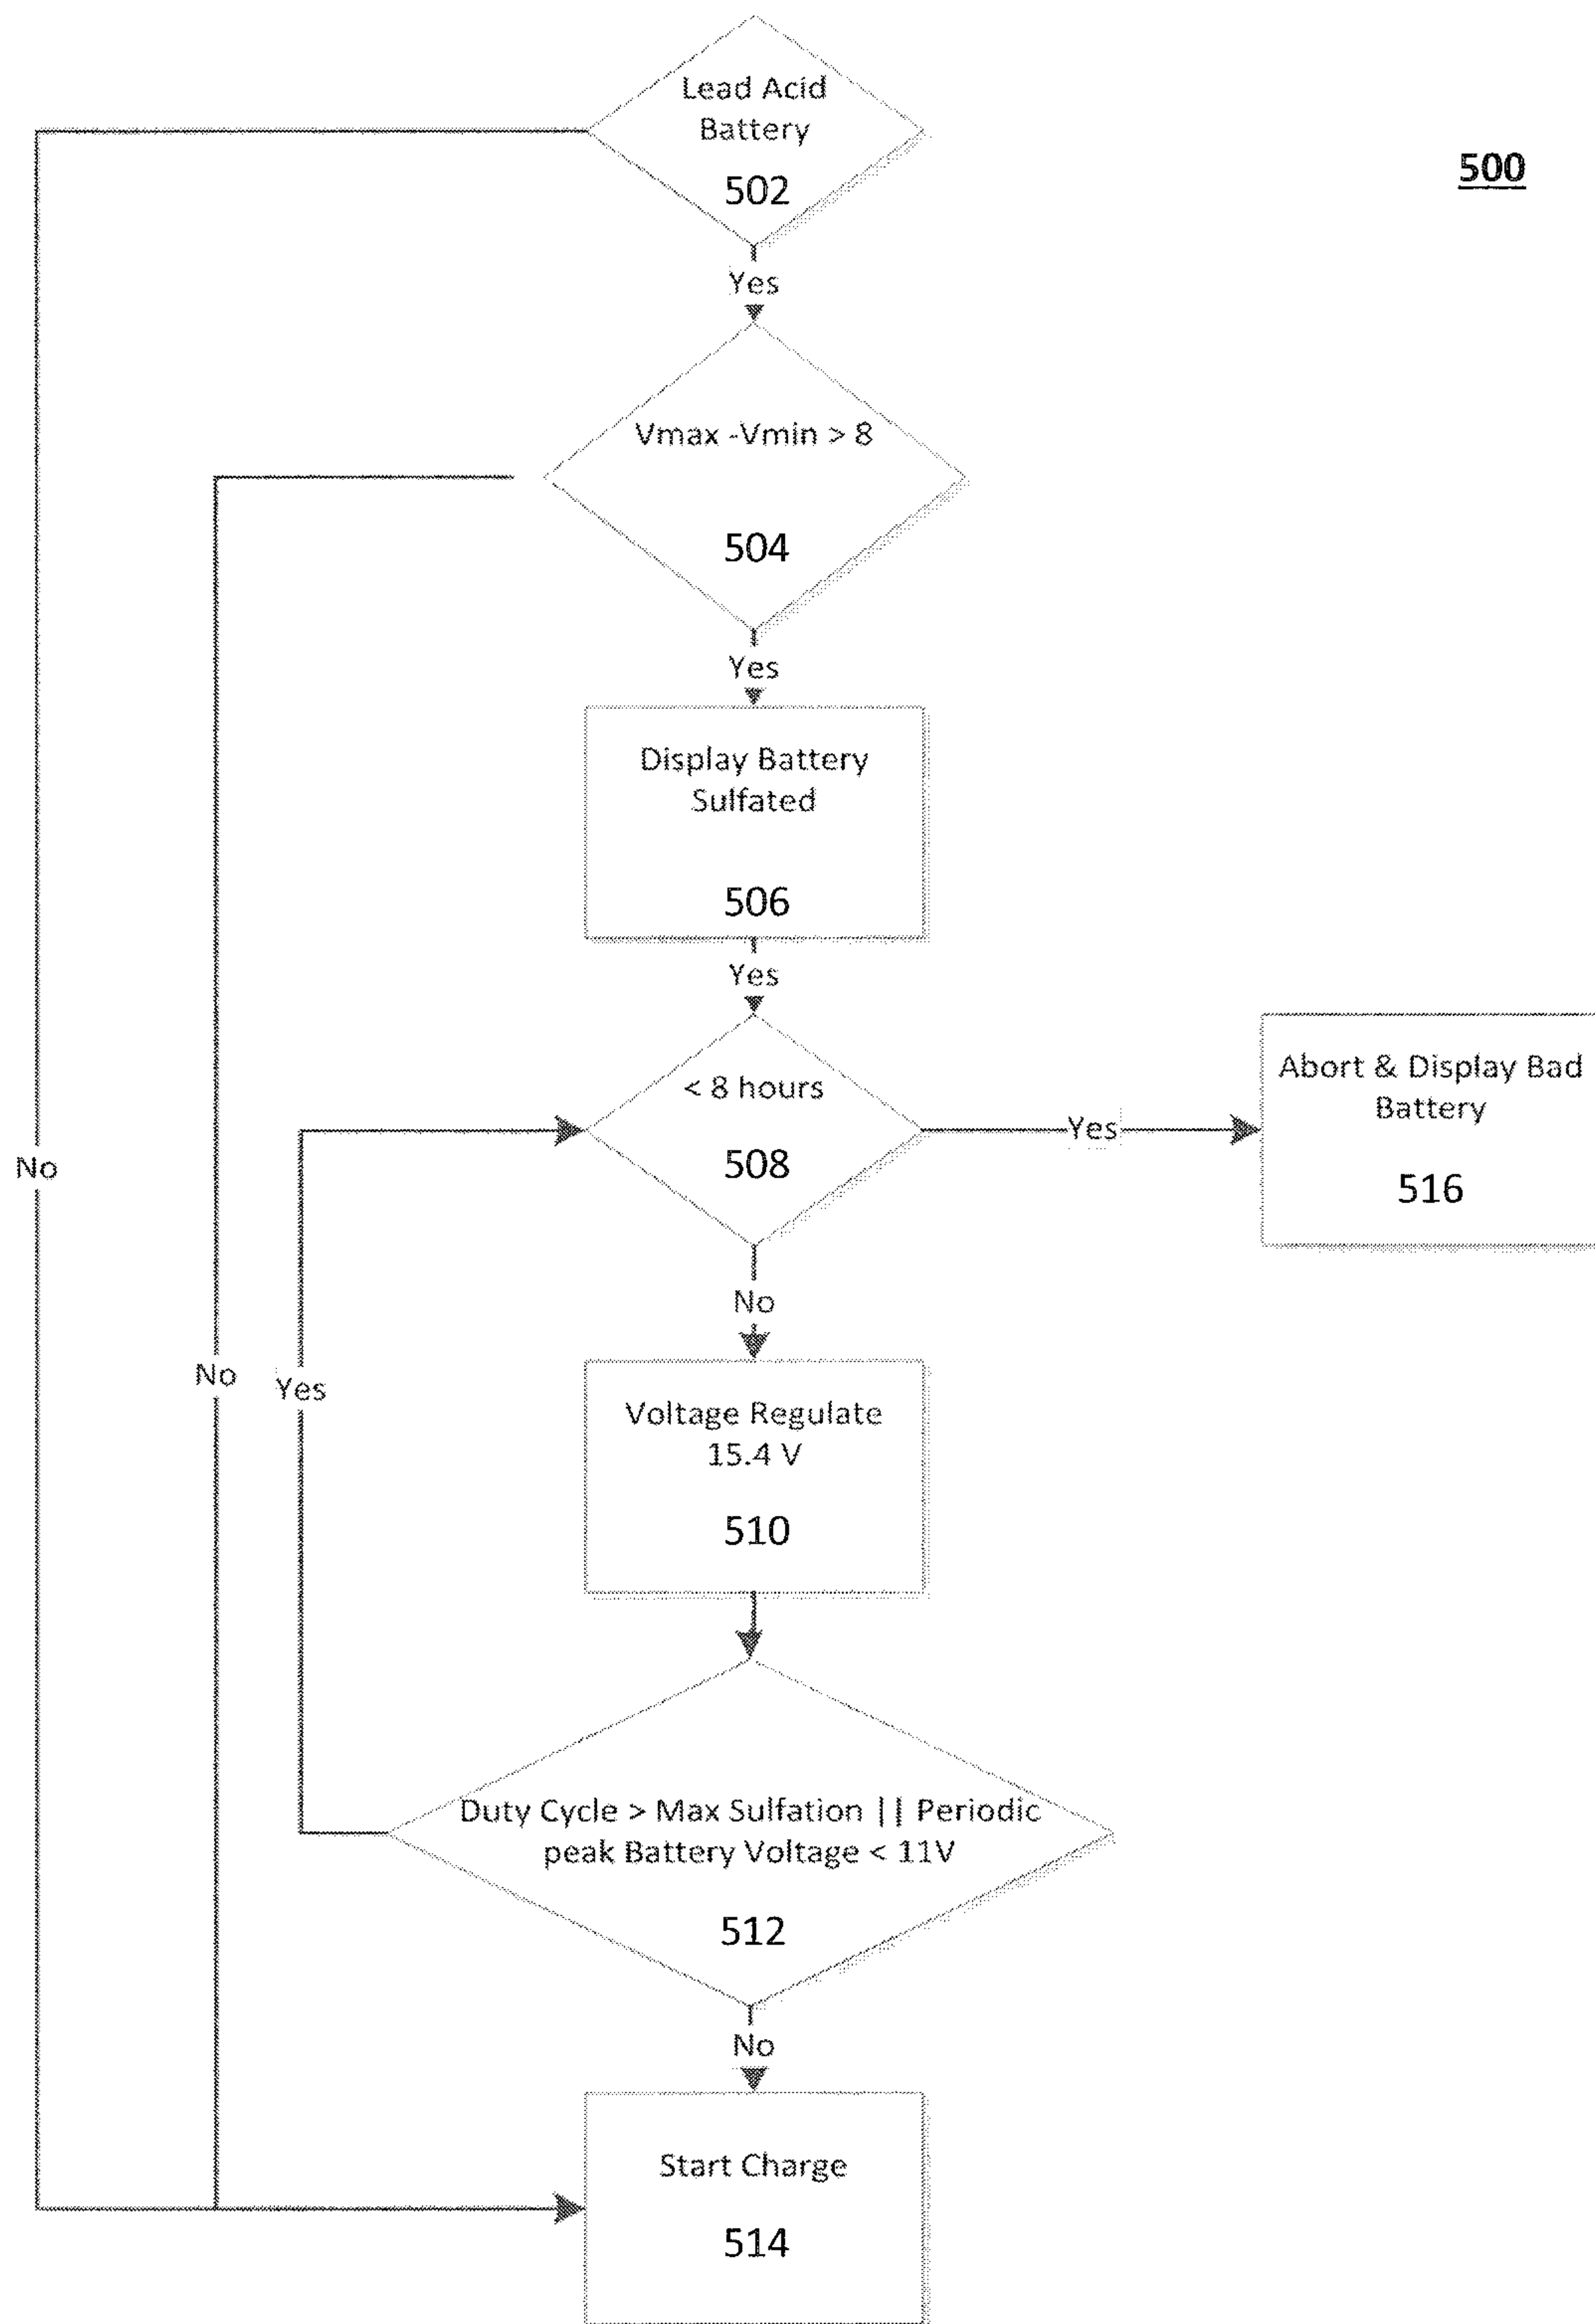 Lead Acid
Battery
502
500
Yes
Vmax -Vmin > 8
504
Yes
Display Battery
Sulfated
506
Yes
< 8 hours
508
Yes
Abort & Display Bad
Battery
516
No
No
No
Yes
Voltage Regulate
15.4 V
510
Duty Cycle > Max Sulfation || Periodic
peak Battery Voltage < 11V
512
No
Start Charge
514